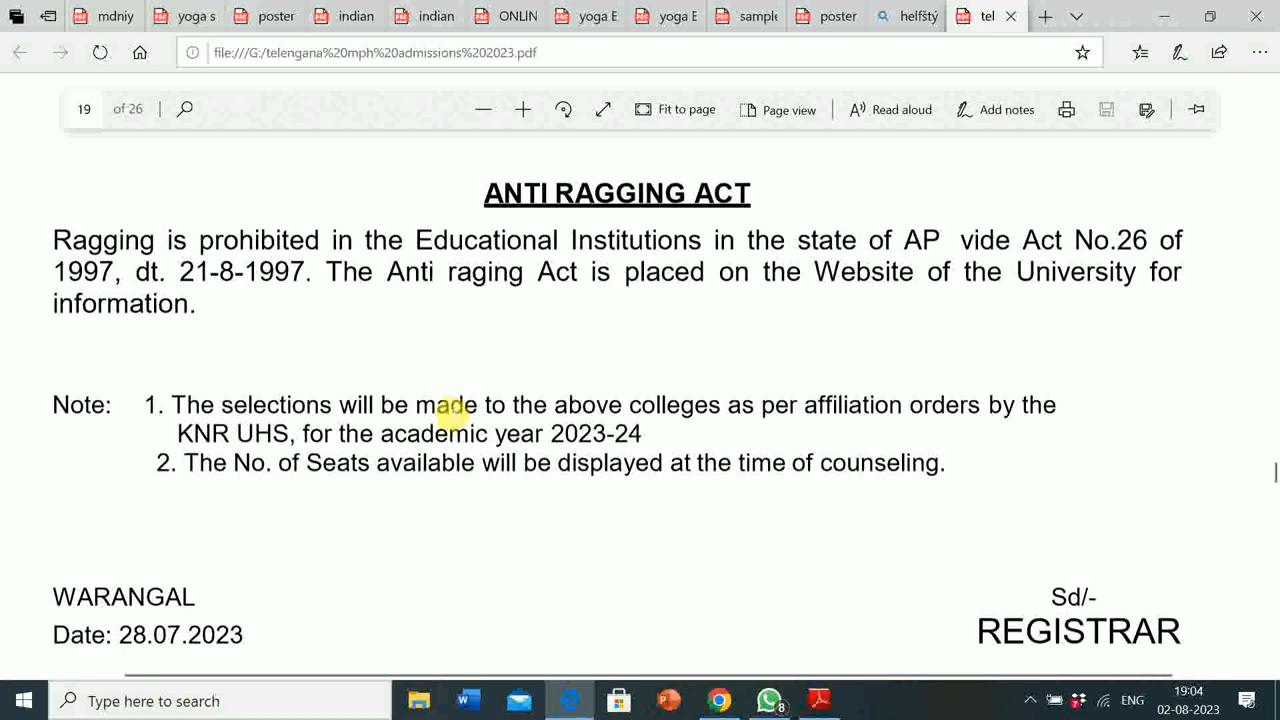 mdniy
yoga s
poster
indian
indian
ONLIN
yoga E
yoga E
sampl
poster
helfštý
tel
file:///G:/telengana%20mph%20admissions%202023.pdf
19 of 26
Fit to page
Page view
Read aloud
Add notes
ANTI RAGGING ACT
Ragging is prohibited in the Educational Institutions in the state of AP vide Act No.26 of
1997, dt. 21-8-1997. The Anti raging Act is placed on the Website of the University for
information.
Note: 1. The selections will be made to the above colleges as per affiliation orders by the
KNR UHS, for the academic year 2023-24
2. The No. of Seats available will be displayed at the time of counseling.
WARANGAL Sd/-
Date: 28.07.2023 REGISTRAR
Type here to search
8
7
ENG
19:04
02-08-2023